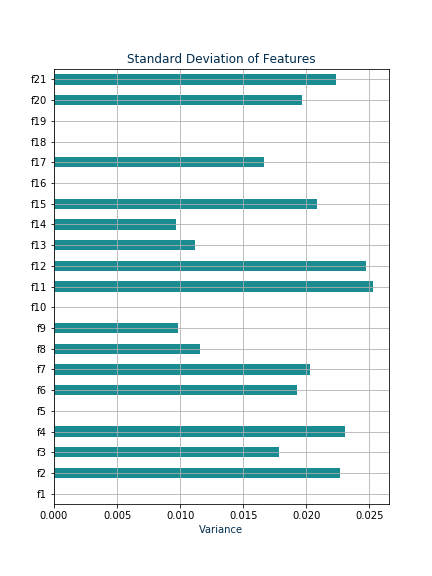 Standard Deviation of Features
f21
f20
f19
f18
f17
f16
f15
f14
f13
f12
f11
f10
f9
f8
f7
f6
f5
f4
f3
f2
f1
0.000 0.005 0.010 0.015 0.020 0.025
Variance